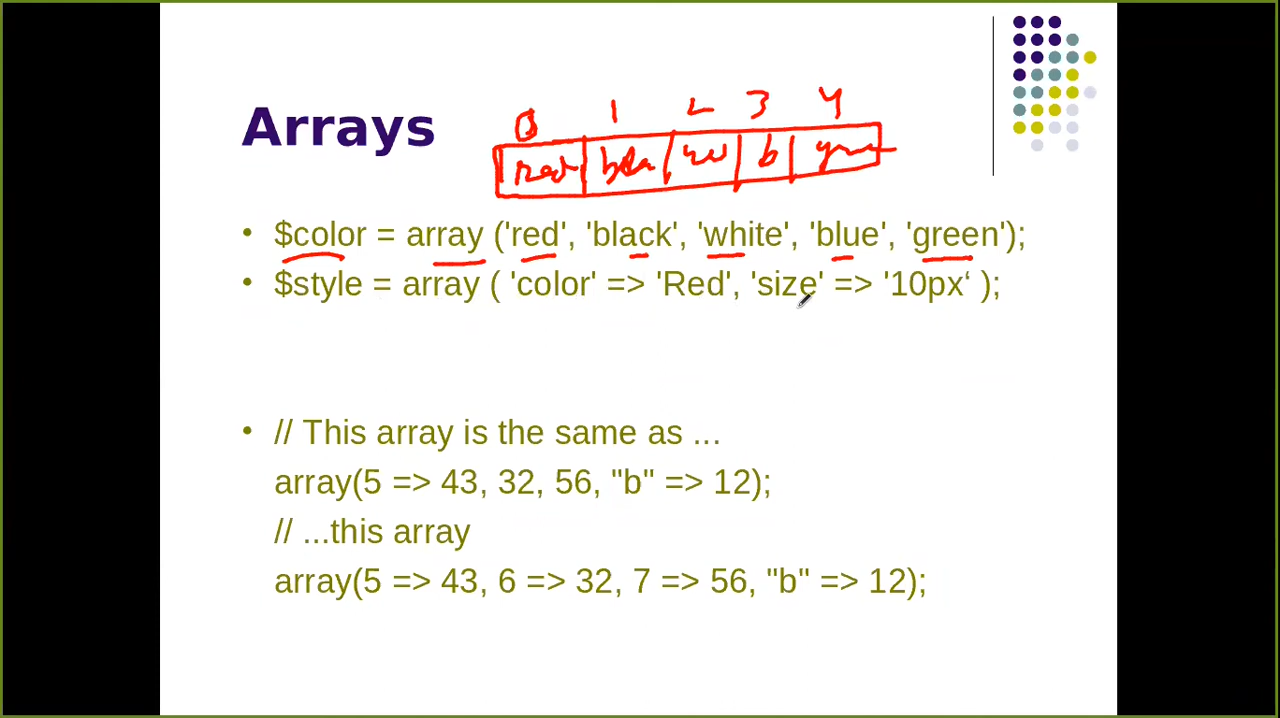 0 1 2 3 4
Arrays
red b
• $color = array ('red', 'black', 'white', 'blue', 'green');
• $style = array ( 'color' => 'Red', 'size' => '10px‘ );
• // This array is the same as ...
array(5 => 43, 32, 56, "b" => 12);
// ...this array
array(5 => 43, 6 => 32, 7 => 56, "b" => 12);